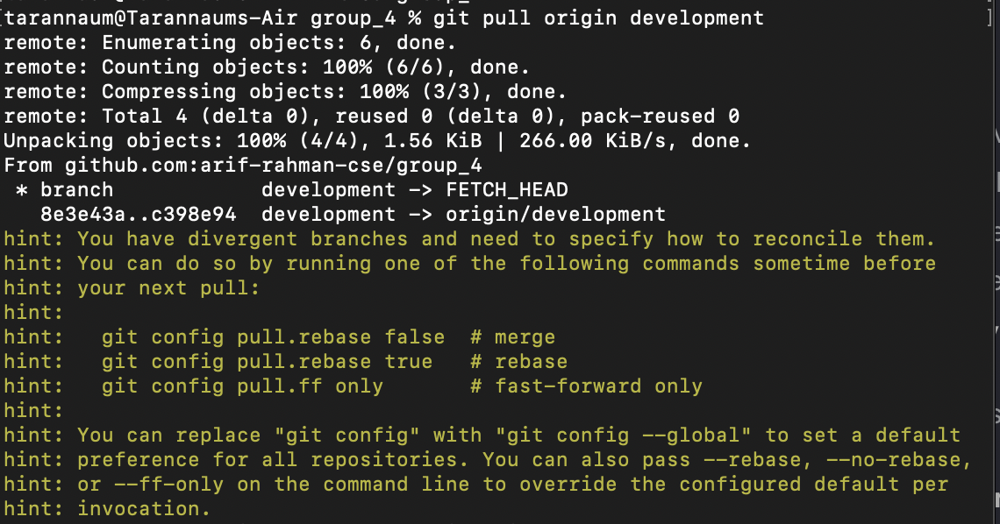 tarannaum@Tarannaums-Air group_4 % git pull origin development
remote: Enumerating objects: 6, done.
remote: Counting objects: 100% (6/6), done.
remote: Compressing objects: 100% (3/3), done.
remote: Total 4 (delta 0), reused 0 (delta 0), pack-reused 0
Unpacking objects: 100% (4/4), 1.56 KiB | 266.00 KiB/s, done.
From github.com:arif-rahman-cse/group_4
 * branch            development -> FETCH_HEAD
   8e3e43a..c398e94  development -> origin/development
hint: You have divergent branches and need to specify how to reconcile them.
hint: You can do so by running one of the following commands sometime before
hint: your next pull:
hint:
hint:   git config pull.rebase false  # merge
hint:   git config pull.rebase true   # rebase
hint:   git config pull.ff only       # fast-forward only
hint:
hint: You can replace "git config" with "git config --global" to set a default
hint: preference for all repositories. You can also pass --rebase, --no-rebase,
hint: or --ff-only on the command line to override the configured default per
hint: invocation.